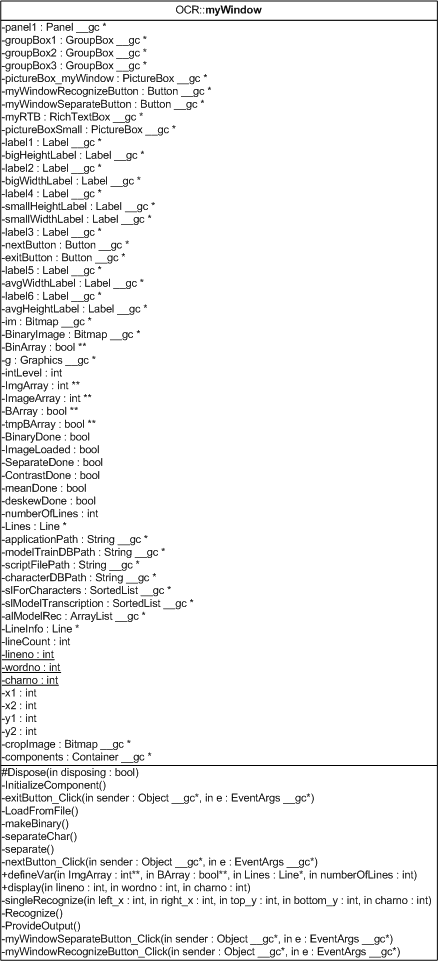 OCR::myWindow
-panel1 : Panel __gc *
-groupBox1 : GroupBox __gc *
-groupBox2 : GroupBox __gc *
-groupBox3 : GroupBox __gc *
-pictureBox_myWindow : PictureBox __gc *
-myWindowRecognizeButton : Button __gc *
-myWindowSeparateButton : Button __gc *
-myRTB : RichTextBox __gc *
-pictureBoxSmall : PictureBox __gc *
-label1 : Label __gc *
-bigHeightLabel : Label __gc *
-label2 : Label __gc *
-bigWidthLabel : Label __gc *
-label4 : Label __gc *
-smallHeightLabel : Label __gc *
-smallWidthLabel : Label __gc *
-label3 : Label __gc *
-nextButton : Button __gc *
-exitButton : Button __gc *
-label5 : Label __gc *
-avgWidthLabel : Label __gc *
-label6 : Label __gc *
-avgHeightLabel : Label __gc *
-im : Bitmap __gc *
-BinaryImage : Bitmap __gc *
-BinArray : bool **
-g : Graphics __gc *
-intLevel : int
-ImgArray : int **
-ImageArray : int **
-BArray : bool **
-tmpBArray : bool **
-BinaryDone : bool
-ImageLoaded : bool
-SeparateDone : bool
-ContrastDone : bool
-meanDone : bool
-deskewDone : bool
-numberOfLines : int
-Lines : Line *
-applicationPath : String __gc *
-modelTrainDBPath : String __gc *
-scriptFilePath : String __gc *
-characterDBPath : String __gc *
-slForCharacters : SortedList __gc *
-slModelTranscription : SortedList __gc *
-alModelRec : ArrayList __gc *
-LineInfo : Line *
-lineCount : int
-lineno : int
-wordno : int
-charno : int
-x1 : int
-x2 : int
-y1 : int
-y2 : int
-cropImage : Bitmap __gc *
-components : Container __gc *
#Dispose(in disposing : bool)
-InitializeComponent()
-exitButton_Click(in sender : Object __gc*, in e : EventArgs __gc*)
-LoadFromFile()
-makeBinary()
-separateChar()
-separate()
-nextButton_Click(in sender : Object __gc*, in e : EventArgs __gc*)
+defineVar(in ImgArray : int**, in BArray : bool**, in Lines : Line*, in numberOfLines : int)
+display(in lineno : int, in wordno : int, in charno : int)
-singleRecognize(in left_x : int, in right_x : int, in top_y : int, in bottom_y : int, in charno : int)
-Recognize()
-ProvideOutput()
-myWindowSeparateButton_Click(in sender : Object __gc*, in e : EventArgs __gc*)
-myWindowRecognizeButton_Click(in sender : Object __gc*, in e : EventArgs __gc*)